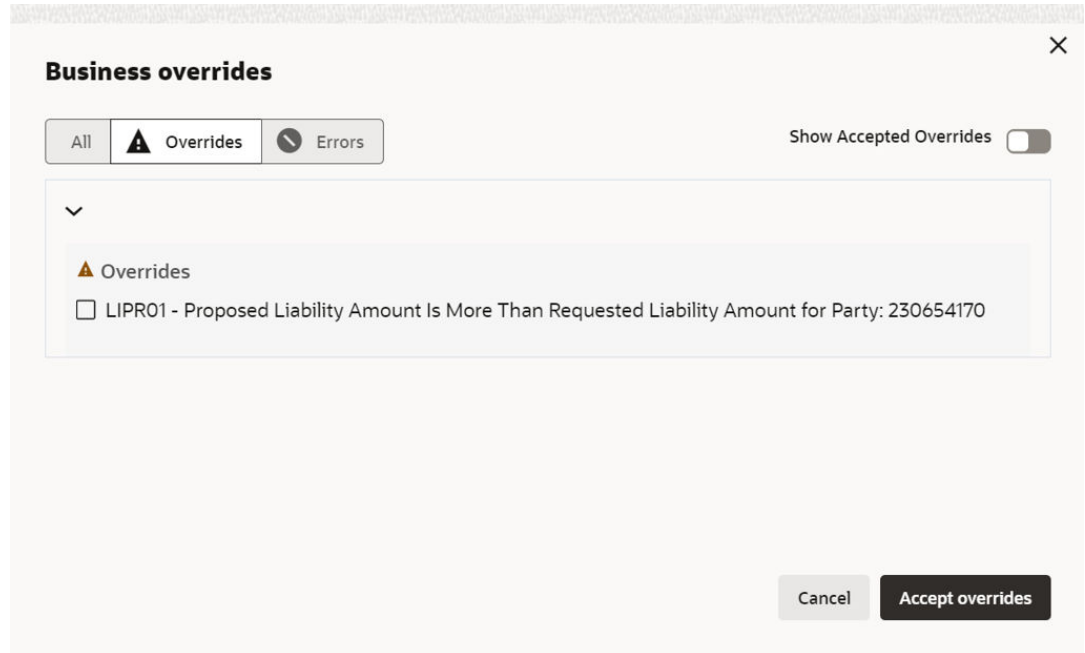 Business overrides
All Overrides Errors Show Accepted Overrides
Overrides
LIPR01 - Proposed Liability Amount Is More Than Requested Liability Amount for Party: 230654170
Cancel Accept overrides